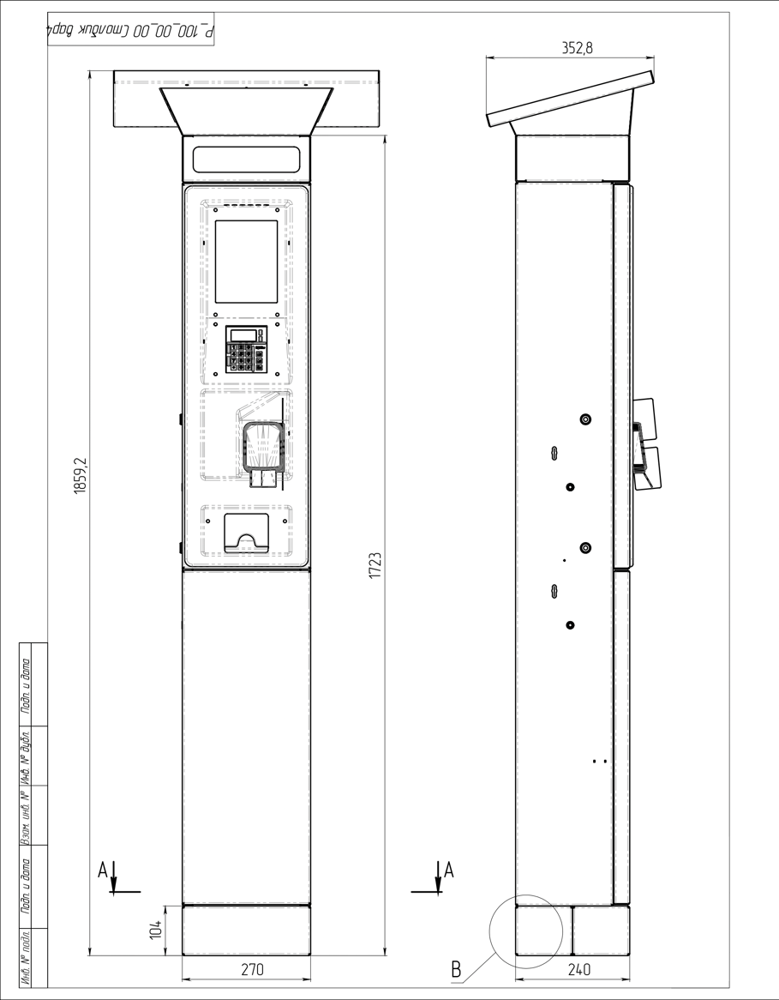 Р_100_00_00 Столбик вар4
352,8
1859,2
1723
А
А
104
270
240
В
Подп. и дата
Инв. № дубл.
Взам. инв. №
Подп. и дата
Инв. № подл.